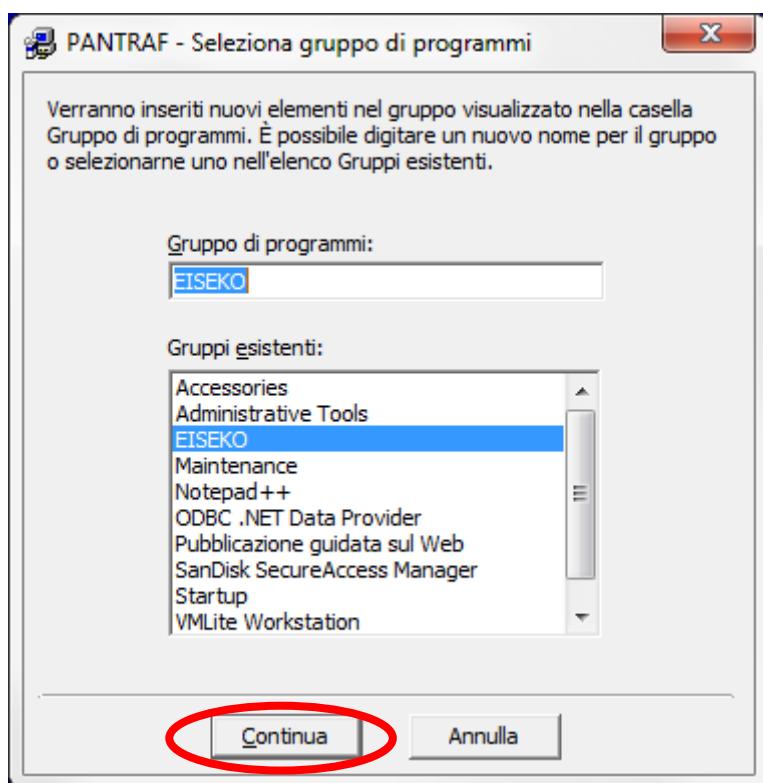 PANTRAF - Seleziona gruppo di programmi
Verranno inseriti nuovi elementi nel gruppo visualizzato nella casella
Gruppo di programmi. È possibile digitare un nuovo nome per il gruppo
o selezionarne uno nell'elenco Gruppi esistenti.
Gruppo di programmi:
EISEKO
Gruppi esistenti:
Accessories
Administrative Tools
EISEKO
Maintenance
Notepad++
ODBC .NET Data Provider
Pubblicazione guidata sul Web
SanDisk SecureAccess Manager
Startup
VMLite Workstation
Continua
Annulla